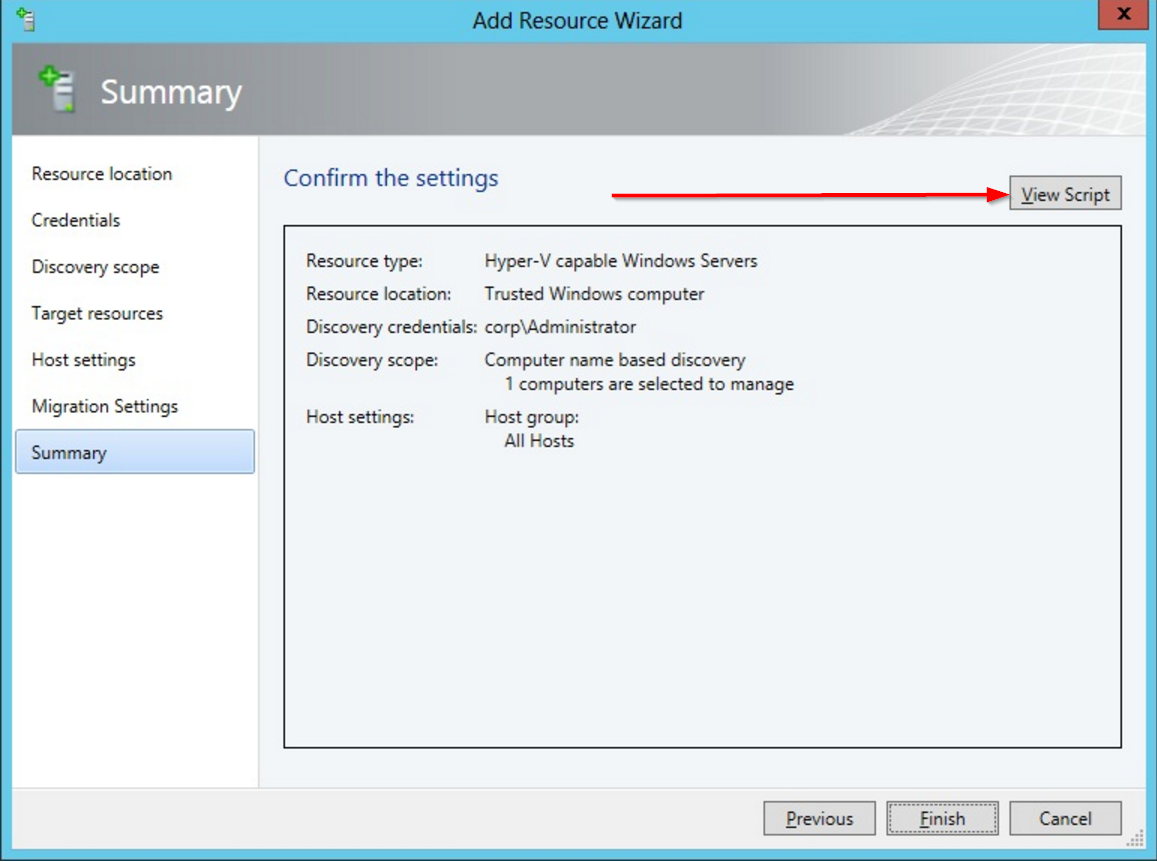 Add Resource Wizard
x
Summary
Resource location
Credentials
Discovery scope
Target resources
Host settings
Migration Settings
Summary
Confirm the settings
View Script
Resource type: Hyper-V capable Windows Servers
Resource location: Trusted Windows computer
Discovery credentials: corp\Administrator
Discovery scope: Computer name based discovery
1 computers are selected to manage
Host settings: Host group:
All Hosts
Previous Finish Cancel